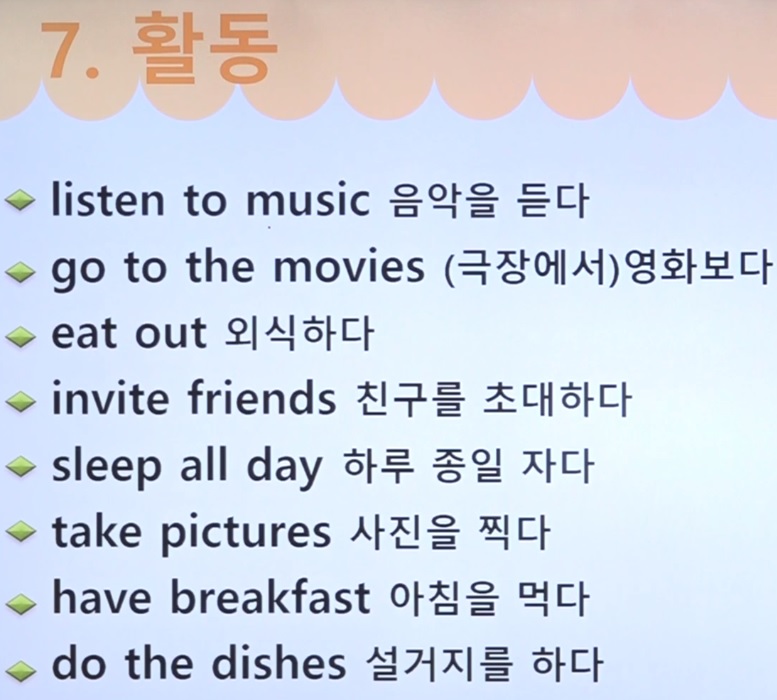 7. 활동
listen to music 음악을 듣다
go to the movies (극장에서)영화보다
eat out 외식하다
invite friends 친구를 초대하다
sleep all day 하루 종일 자다
take pictures 사진을 찍다
have breakfast 아침을 먹다
do the dishes 설거지를 하다